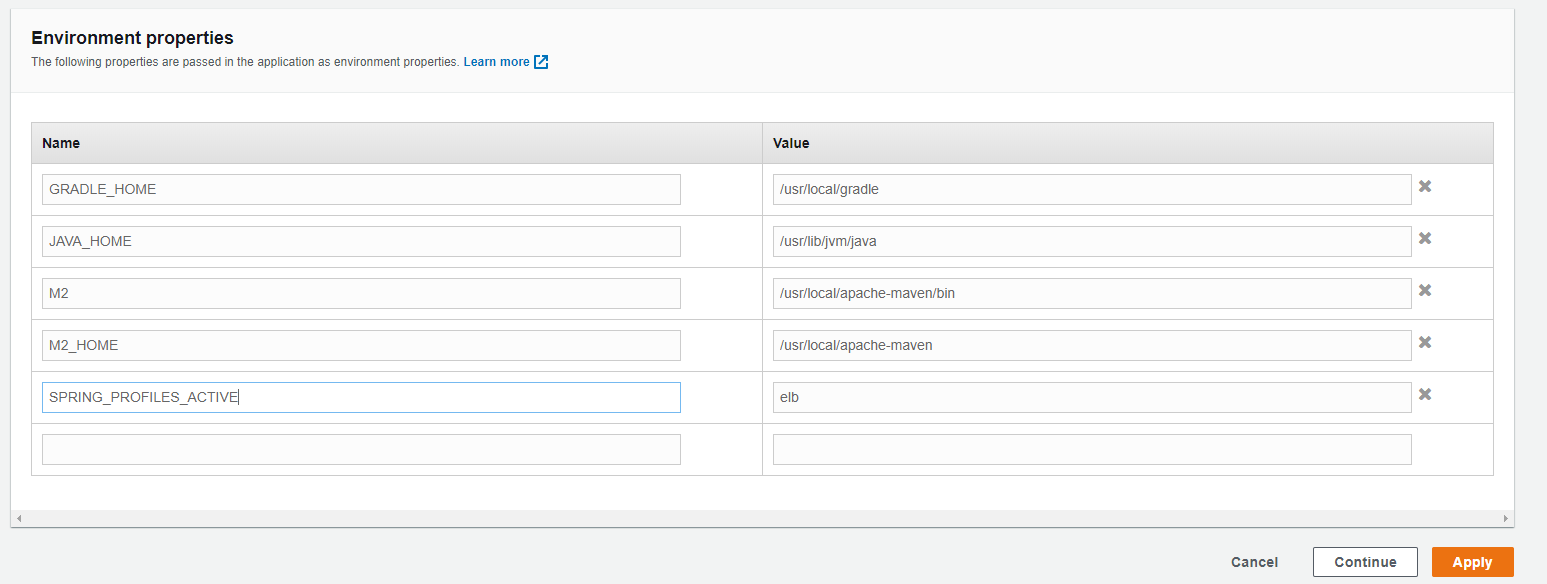 Environment properties
The following properties are passed in the application as environment properties. Learn more
Name Value
GRADLE_HOME /usr/local/gradle
JAVA_HOME /usr/lib/jvm/java
M2 /usr/local/apache-maven/bin
M2_HOME /usr/local/apache-maven
SPRING_PROFILES_ACTIVE elb
Cancel Continue Apply